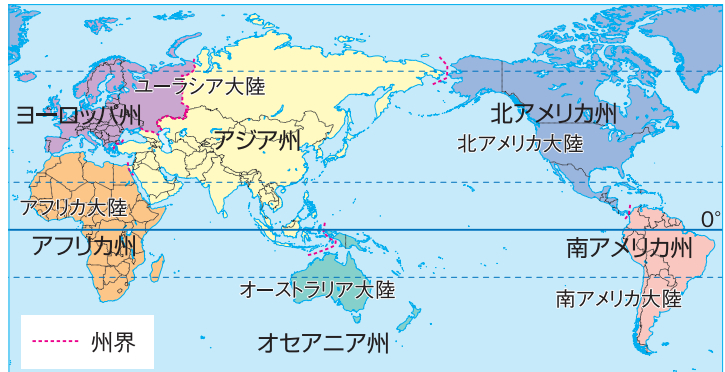 ユーラシア大陸
ヨーロッパ州
アジア州
北アメリカ州
北アメリカ大陸
アフリカ大陸
アフリカ州
0°
南アメリカ州
オーストラリア大陸
南アメリカ大陸
オセアニア州
州界